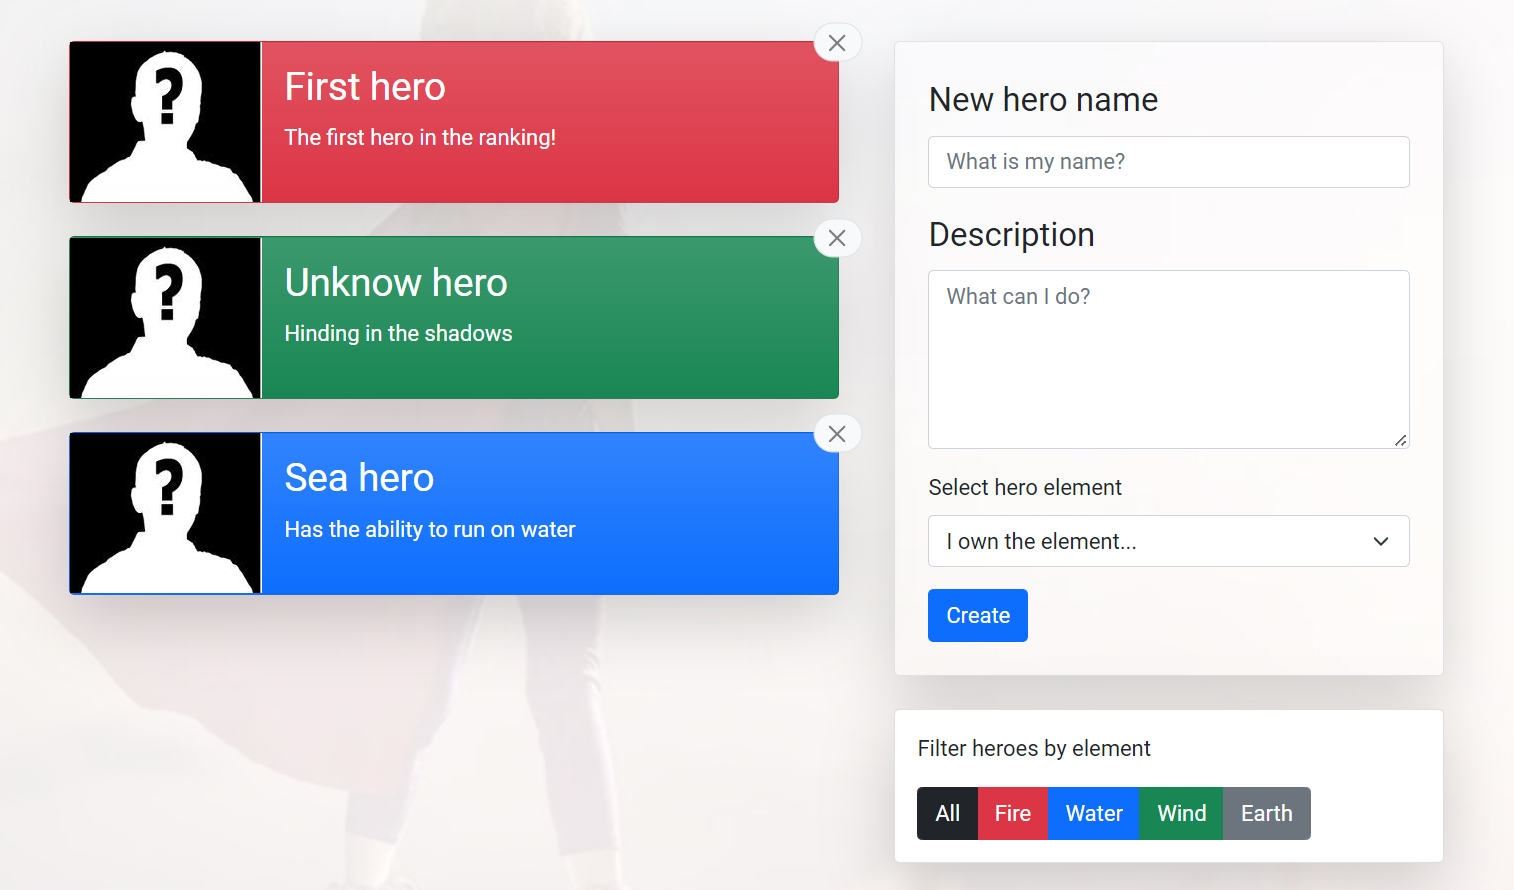 First hero
The first hero in the ranking!
Unknow hero
Hinding in the shadows
Sea hero
Has the ability to run on water
New hero name
What is my name?
Description
What can I do?
Select hero element
I own the element...
Create
Filter heroes by element
All Fire Water Wind Earth